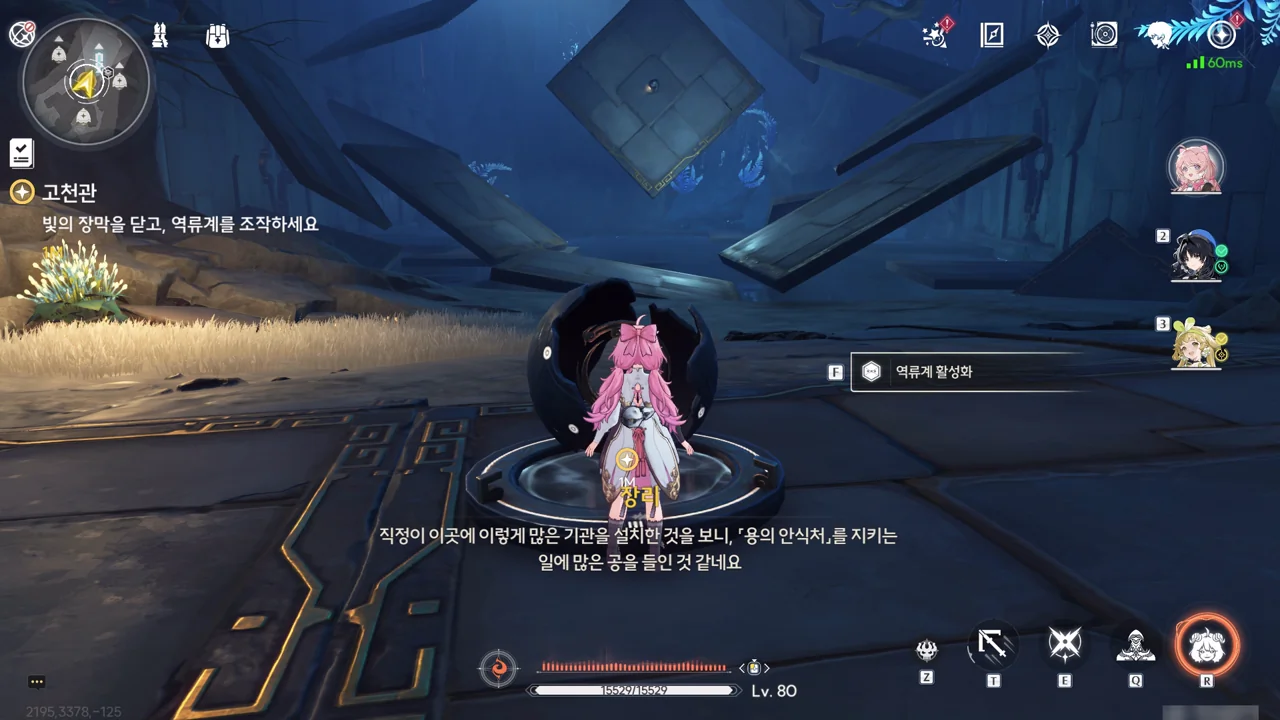 60ms
고천관
빛의 장막을 닫고, 역류계를 조작하세요
2
3
F
역류계 활성화
1M
장리
직정이 이곳에 이렇게 많은 기관을 설치한 것을 보니, 「용의 안식처」를 지키는
일에 많은 공을 들인 것 같네요
15529/15529
Lv. 80
Z
T
E
Q
R
2195,3378,-125